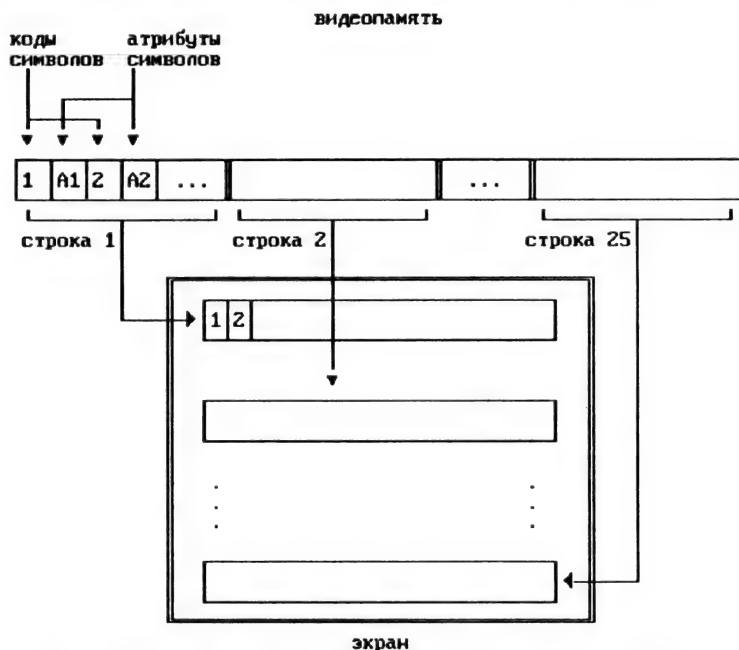 видеопамять
коды атрибуты
символов символов
1 A1 2 A2 ... ...
строка 1 строка 2 строка 25
1 2
экран